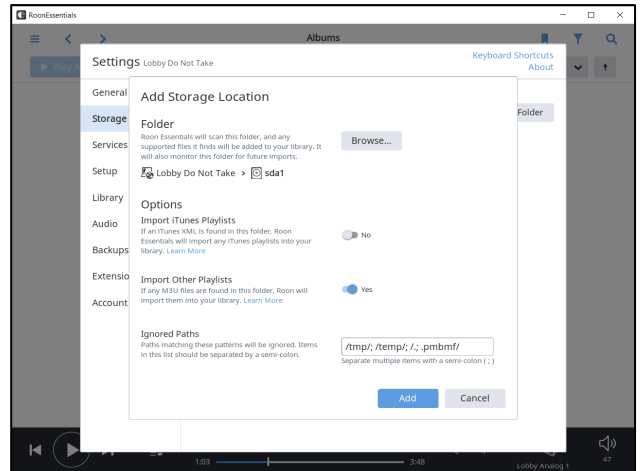 RoonEssentials
Albums
Play A
Settings Lobby Do Not Take
Keyboard Shortcuts
About
General
Storage
Services
Setup
Library
Audio
Backups
Extensio
Account
Folder
Add Storage Location
Folder
Roon Essentials will scan this folder, and any
supported files it finds will be added to your library. It
will also monitor this folder for future imports.
Browse...
Lobby Do Not Take > sda1
Options
Import iTunes Playlists
If an iTunes XML is found in this folder, Roon
Essentials will import any iTunes playlists into your
library. Learn More
No
Import Other Playlists
If any M3U files are found in this folder, Roon will
import them into your library. Learn More
Yes
Ignored Paths
Paths matching these patterns will be ignored. Items
in this list should be separated by a semi-colon.
/tmp/; /temp/; /.; .pmbmf/
Separate multiple items with a semi-colon ( ; )
Add
Cancel
1:03
3:48
Lobby Analog 1
47